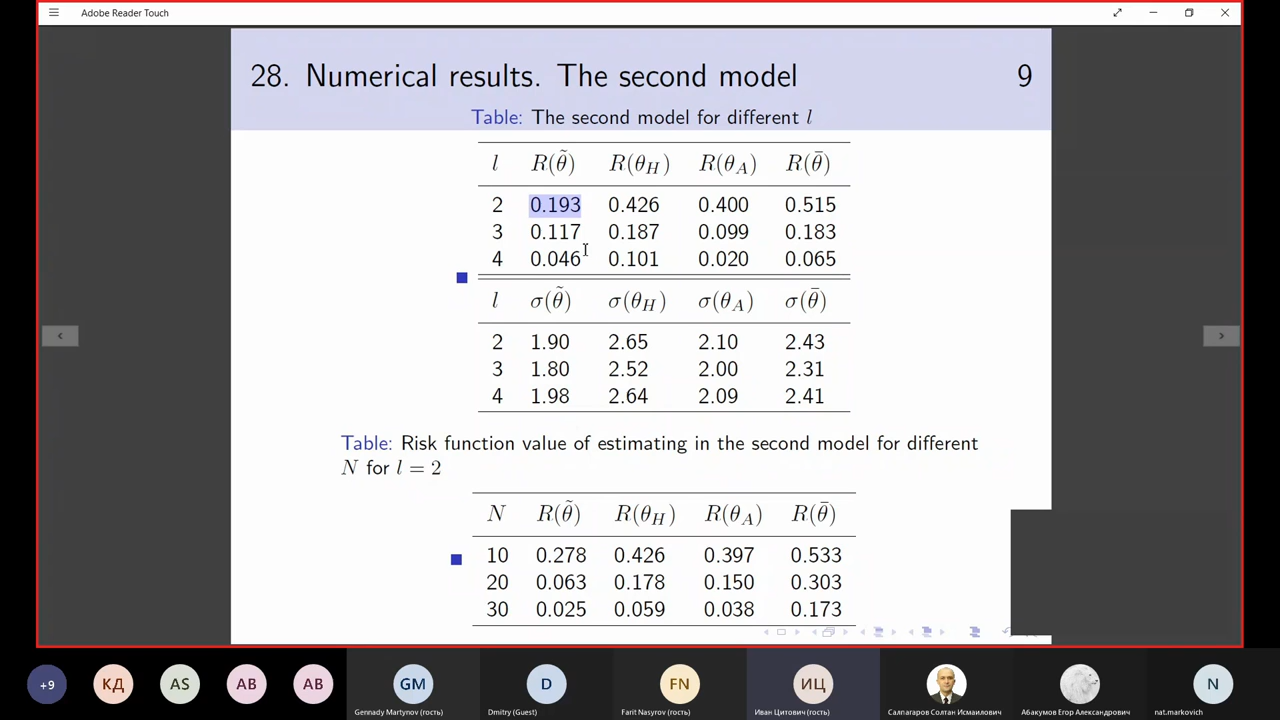 Adobe Reader Touch
28. Numerical results. The second model 9
Table: The second model for different l
l R(θ̃) R(θ_H) R(θ_A) R(θ̄)
2 0.193 0.426 0.400 0.515
3 0.117 0.187 0.099 0.183
4 0.046 0.101 0.020 0.065
l σ(θ̃) σ(θ_H) σ(θ_A) σ(θ̄)
2 1.90 2.65 2.10 2.43
3 1.80 2.52 2.00 2.31
4 1.98 2.64 2.09 2.41
Table: Risk function value of estimating in the second model for different
N for l = 2
N R(θ̃) R(θ_H) R(θ_A) R(θ̄)
10 0.278 0.426 0.397 0.533
20 0.063 0.178 0.150 0.303
30 0.025 0.059 0.038 0.173
+9 КД AS AB AB GM D FN ИЦ N
Gennady Martynov (гость) Dmitry (Guest) Farit Nasyrov (гость) Иван Цитович (гость) Салпагаров Солтан Исмаилович Абакумов Егор Александрович nat.markovich